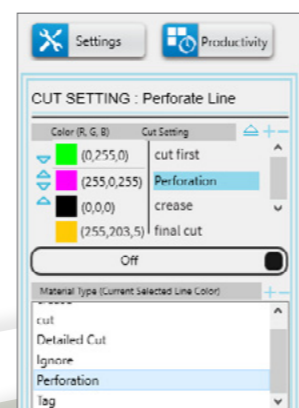 Settings
Productivity
CUT SETTING : Perforate Line
Color (R, G, B) Cut Setting
(0,255,0) cut first
(255,0,255) Perforation
(0,0,0) crease
(255,203,5) final cut
Off
Material Type (Current Selected Line Color)
crease
cut
Detailed Cut
Ignore
Perforation
Tag